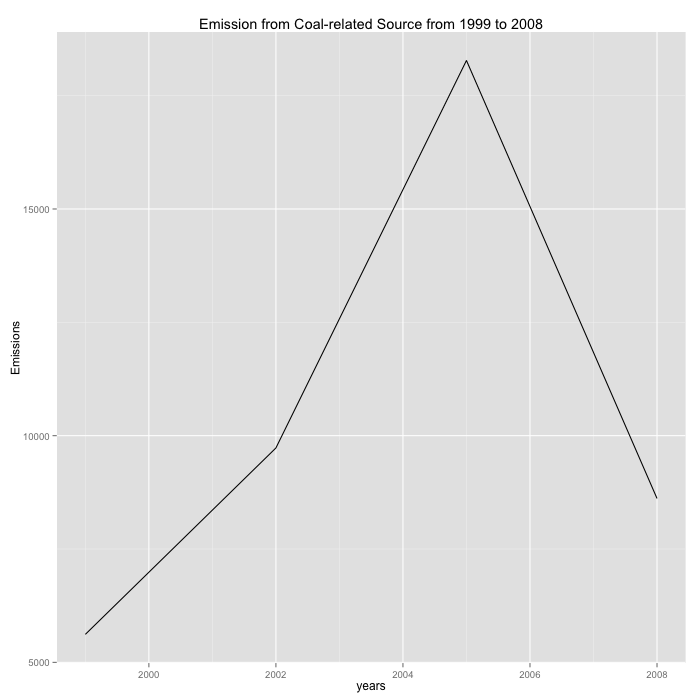 Emission from Coal-related Source from 1999 to 2008
Emissions
15000
10000
5000
2000 2002 2004 2006 2008
years